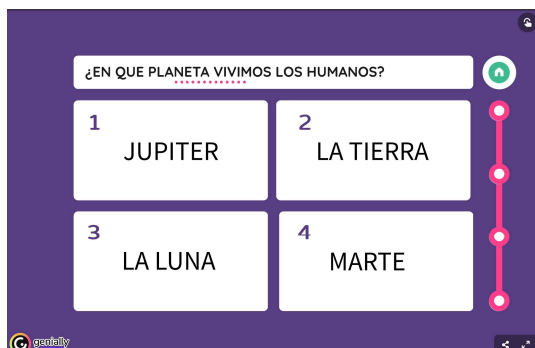 ¿EN QUE PLANETA VIVIMOS LOS HUMANOS?
1
JUPITER
2
LA TIERRA
3
LA LUNA
4
MARTE
genially